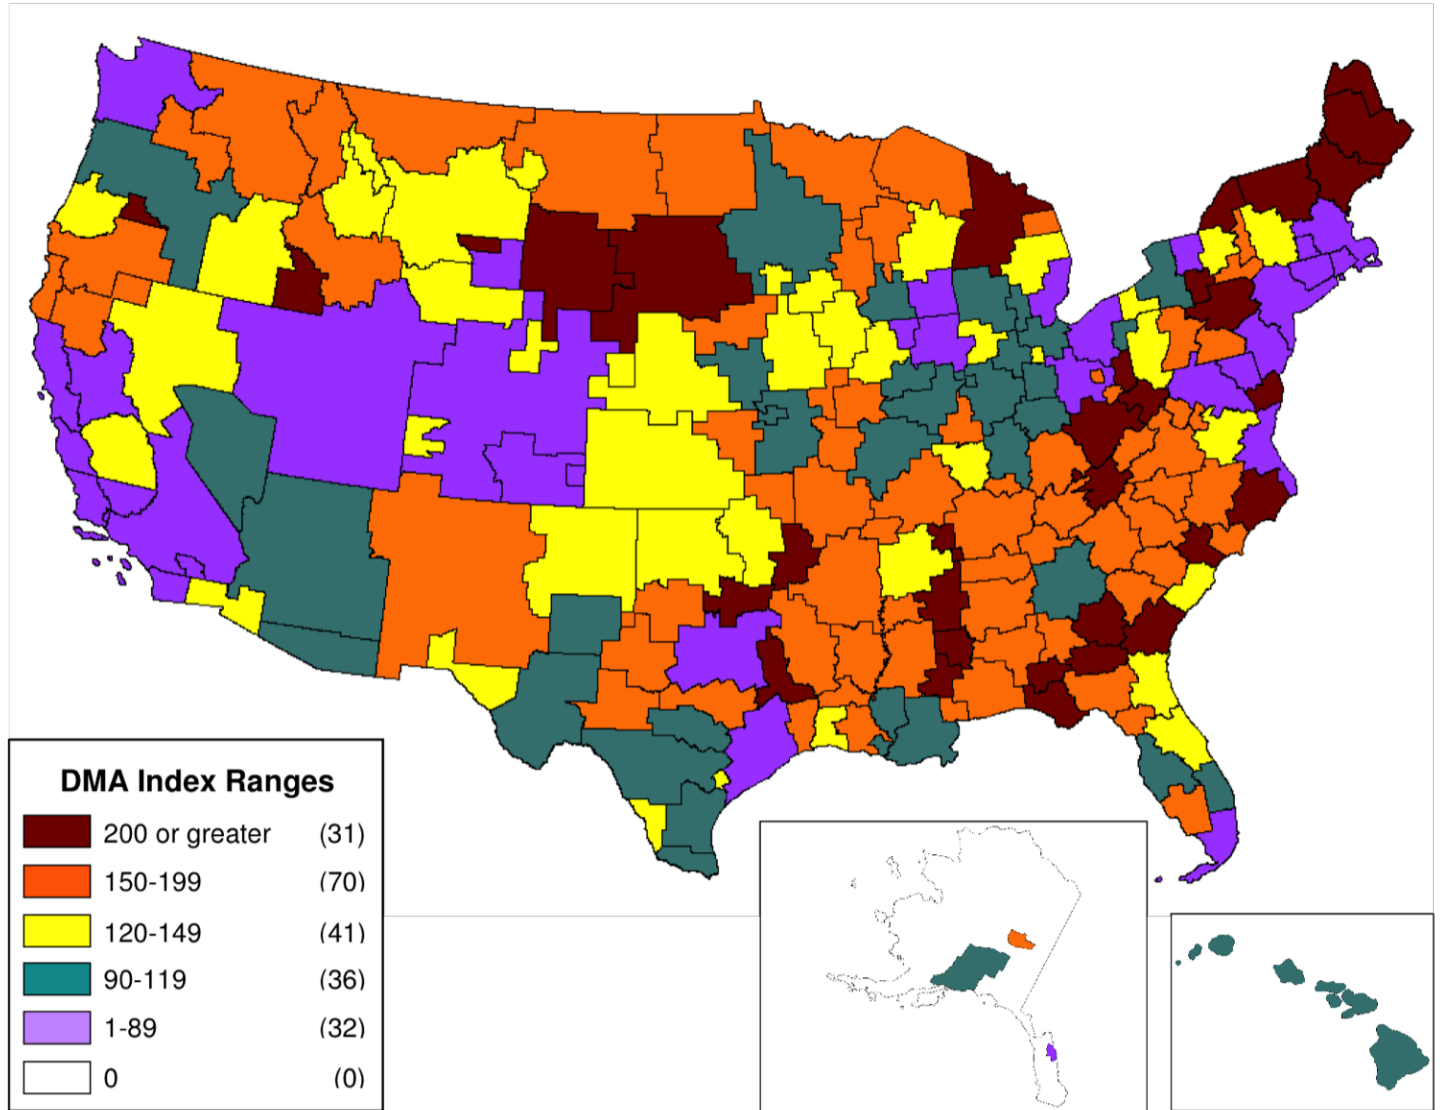 DMA Index Ranges
200 or greater (31)
150-199 (70)
120-149 (41)
90-119 (36)
1-89 (32)
0 (0)